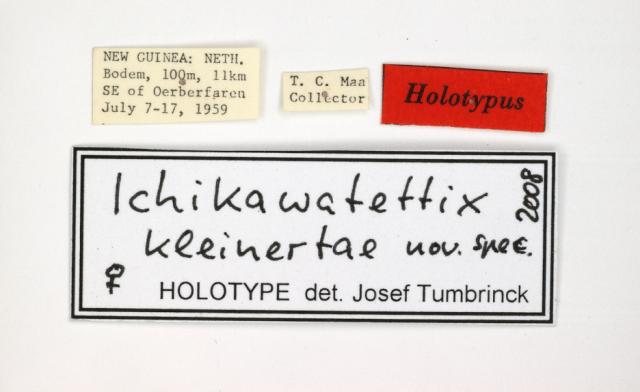 NEW GUINEA: NETH.
Bodem, 100m, 11km
SE of Oerberfaren
July 7-17, 1959
T. C. Maa
Collector
Holotypus
Ichikawatettix
kleinertae nov. spec.
2008
♀ HOLOTYPE det. Josef Tumbrinck